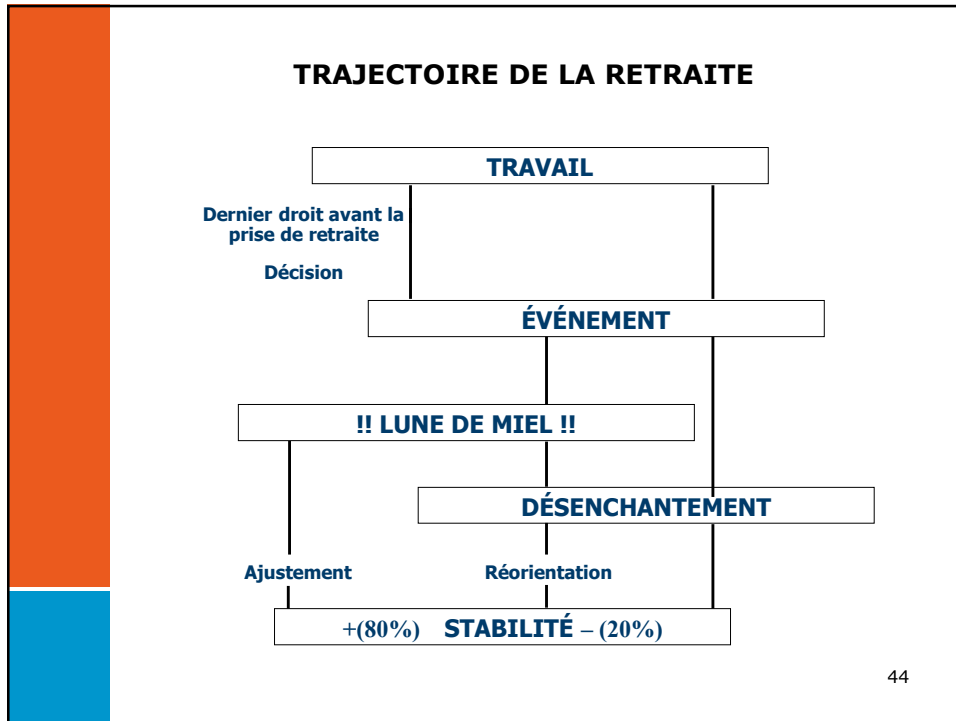 TRAJECTOIRE DE LA RETRAITE
TRAVAIL
Dernier droit avant la
prise de retraite
Décision
ÉVÉNEMENT
!! LUNE DE MIEL !!
DÉSENCHANTEMENT
Ajustement
Réorientation
+(80%) STABILITÉ – (20%)
44